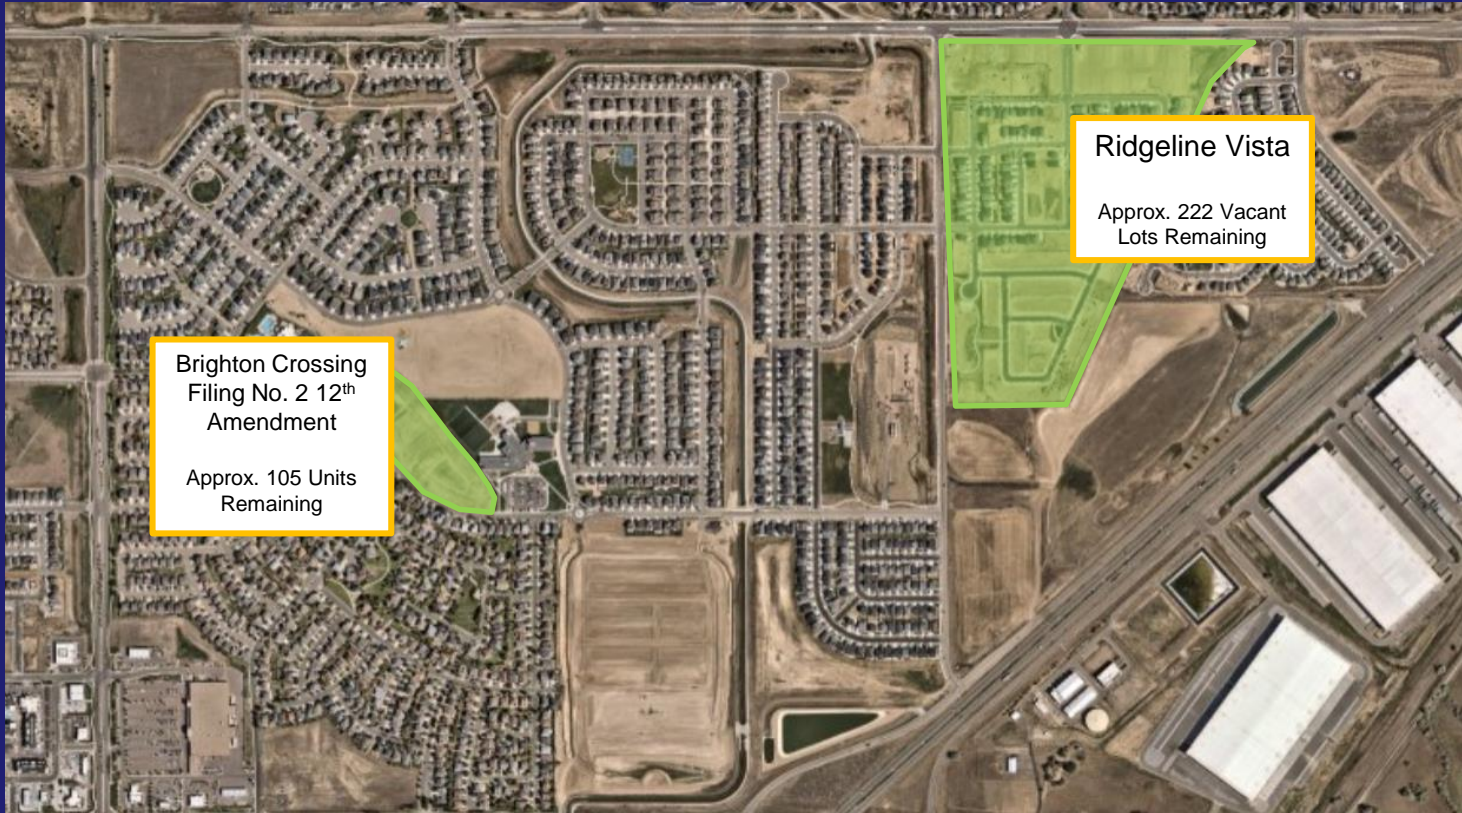 Ridgeline Vista
Approx. 222 Vacant
Lots Remaining
Brighton Crossing
Filing No. 2 12th
Amendment
Approx. 105 Units
Remaining